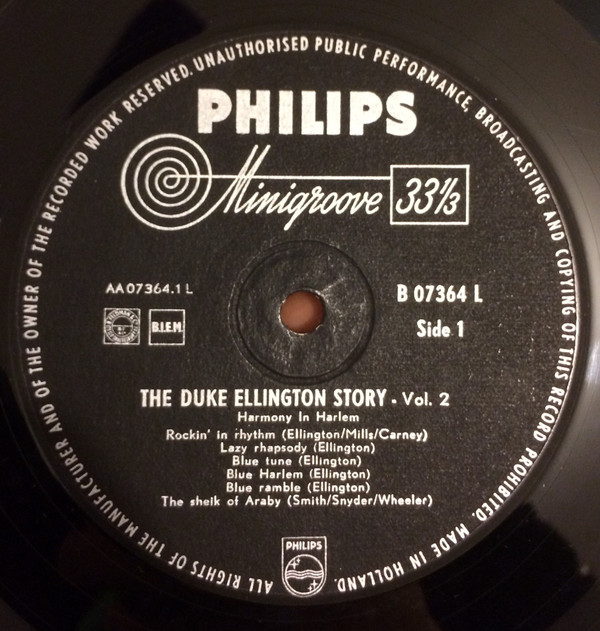 ALL RIGHTS OF THE MANUFACTURER AND OF THE OWNER OF THE RECORDED WORK RESERVED. UNAUTHORISED PUBLIC PERFORMANCE, BROADCASTING AND COPYING OF THIS RECORD PROHIBITED. MADE IN HOLLAND.
PHILIPS
Minigroove 33⅓
AA 07364.1 L
B 07364 L
B.I.E.M.
Side 1
THE DUKE ELLINGTON STORY - Vol. 2
Harmony In Harlem
Rockin' in rhythm (Ellington/Mills/Carney)
Lazy rhapsody (Ellington)
Blue tune (Ellington)
Blue Harlem (Ellington)
Blue ramble (Ellington)
The sheik of Araby (Smith/Snyder/Wheeler)
PHILIPS